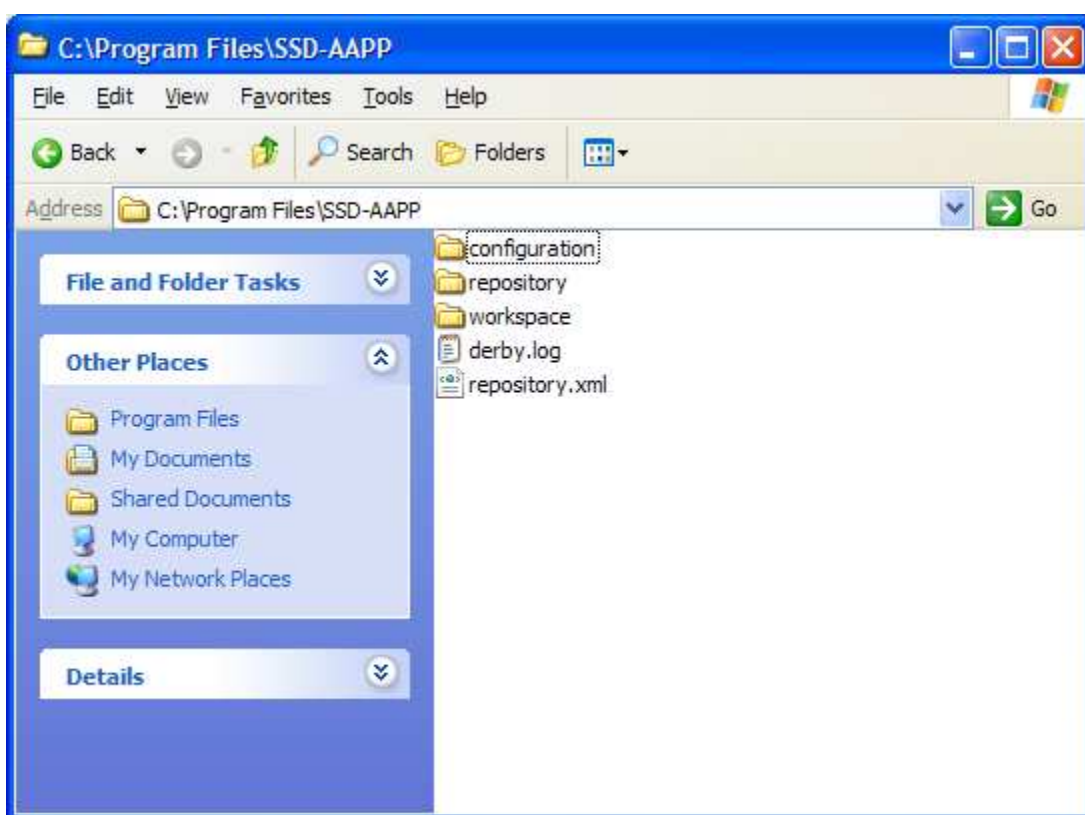 C:\Program Files\SSD-AAPP
File Edit View Favorites Tools Help
Back Search Folders
Address C:\Program Files\SSD-AAPP Go
File and Folder Tasks
Other Places
Program Files
My Documents
Shared Documents
My Computer
My Network Places
Details
configuration
repository
workspace
derby.log
repository.xml